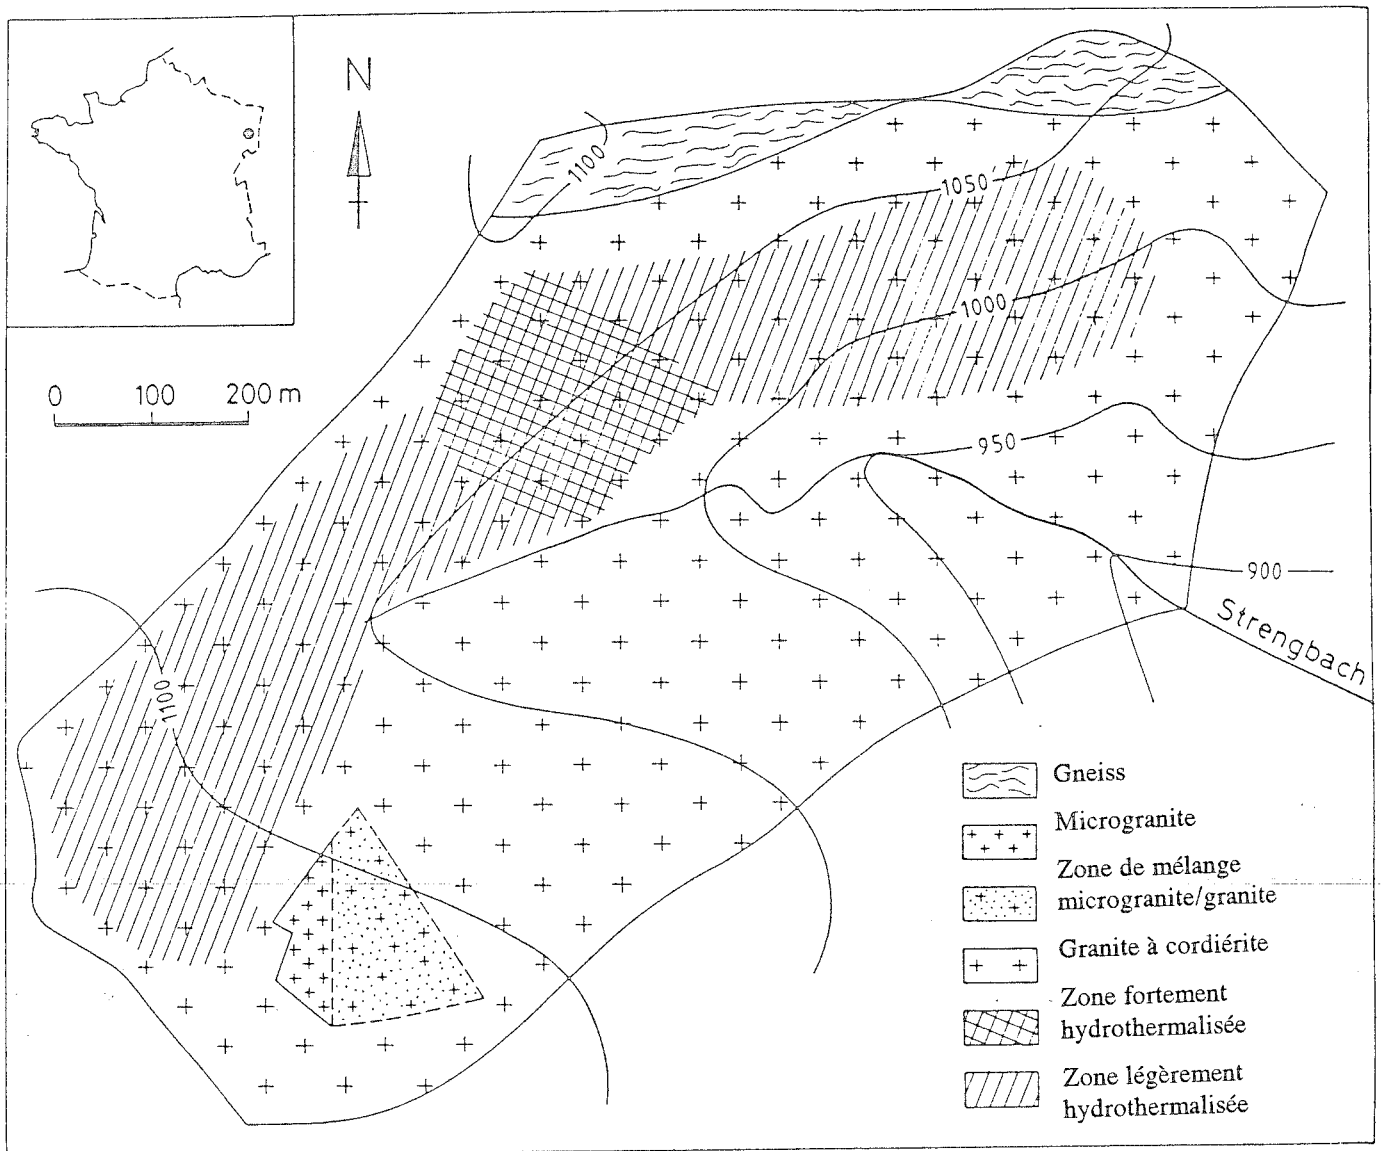 N
0 100 200 m
1100
1050
1000
950
900
1100
Strengbach
Gneiss
Microgranite
Zone de mélange
microgranite/granite
Granite à cordiérite
Zone fortement
hydrothermalisée
Zone légèrement
hydrothermalisée